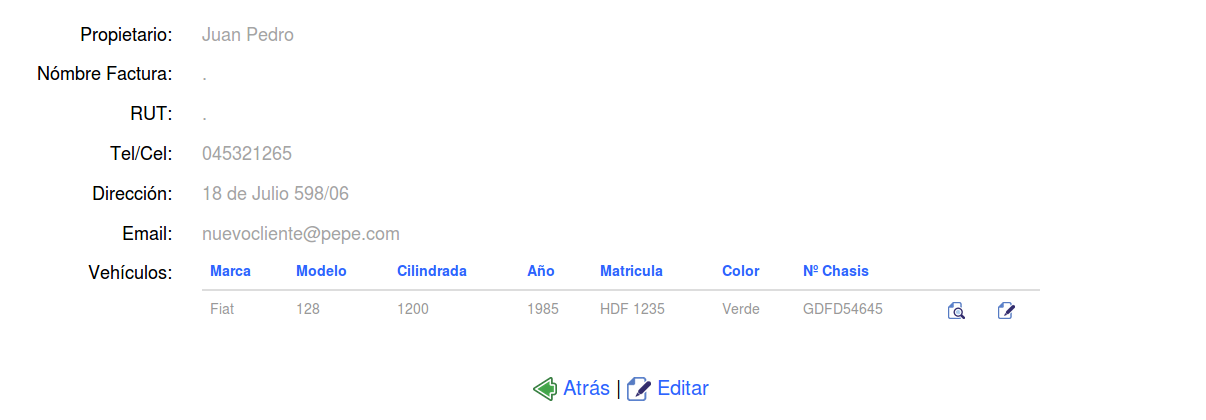 Propietario: Juan Pedro
Nómbre Factura: .
RUT: .
Tel/Cel: 045321265
Dirección: 18 de Julio 598/06
Email: nuevocliente@pepe.com
Vehículos: Marca Modelo Cilindrada Año Matricula Color Nº Chasis
Fiat 128 1200 1985 HDF 1235 Verde GDFD54645
Atrás | Editar